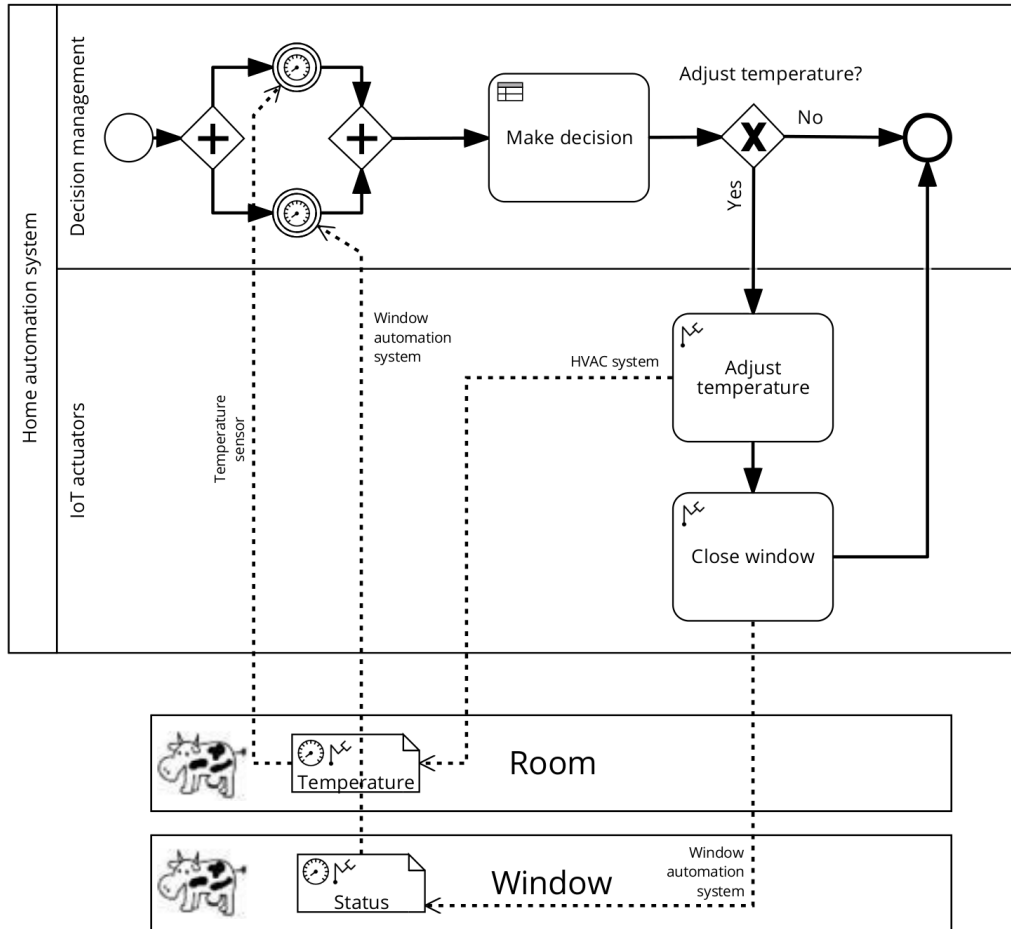 Home automation system
Decision management
Make decision
Adjust temperature?
No
Yes
IoT actuators
Temperature
sensor
Window
automation
system
HVAC system
Adjust
temperature
Close window
Temperature
Room
Status
Window
Window
automation
system